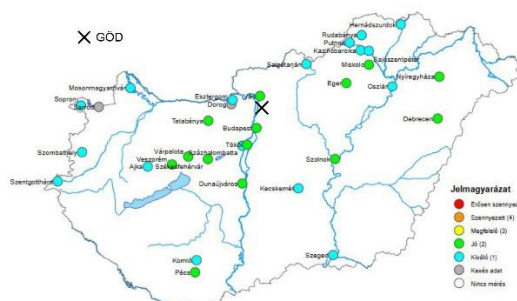 GÖD
Hernádszurdok
Rudabánya
Putnok
Kazincbarcika
Sajószentpéter
Salgótarján
Miskolc
Nyíregyháza
Eger
Oszlár
Mosonmagyaróvár
Esztergom
Dorog
Sopron
Sarród
Tatabánya
Budapest
Debrecen
Tököl
Szombathely
Várpalota
Százhalombatta
Veszprém
Ajka
Székesfehérvár
Szolnok
Szentgotthárd
Dunaújváros
Kecskemét
Jelmagyarázat
Erősen szennye
Szennyezett (4)
Megfelelő (3)
Jó (2)
Kiváló (1)
Kevés adat
Nincs mérés
Komló
Pécs
Szeged